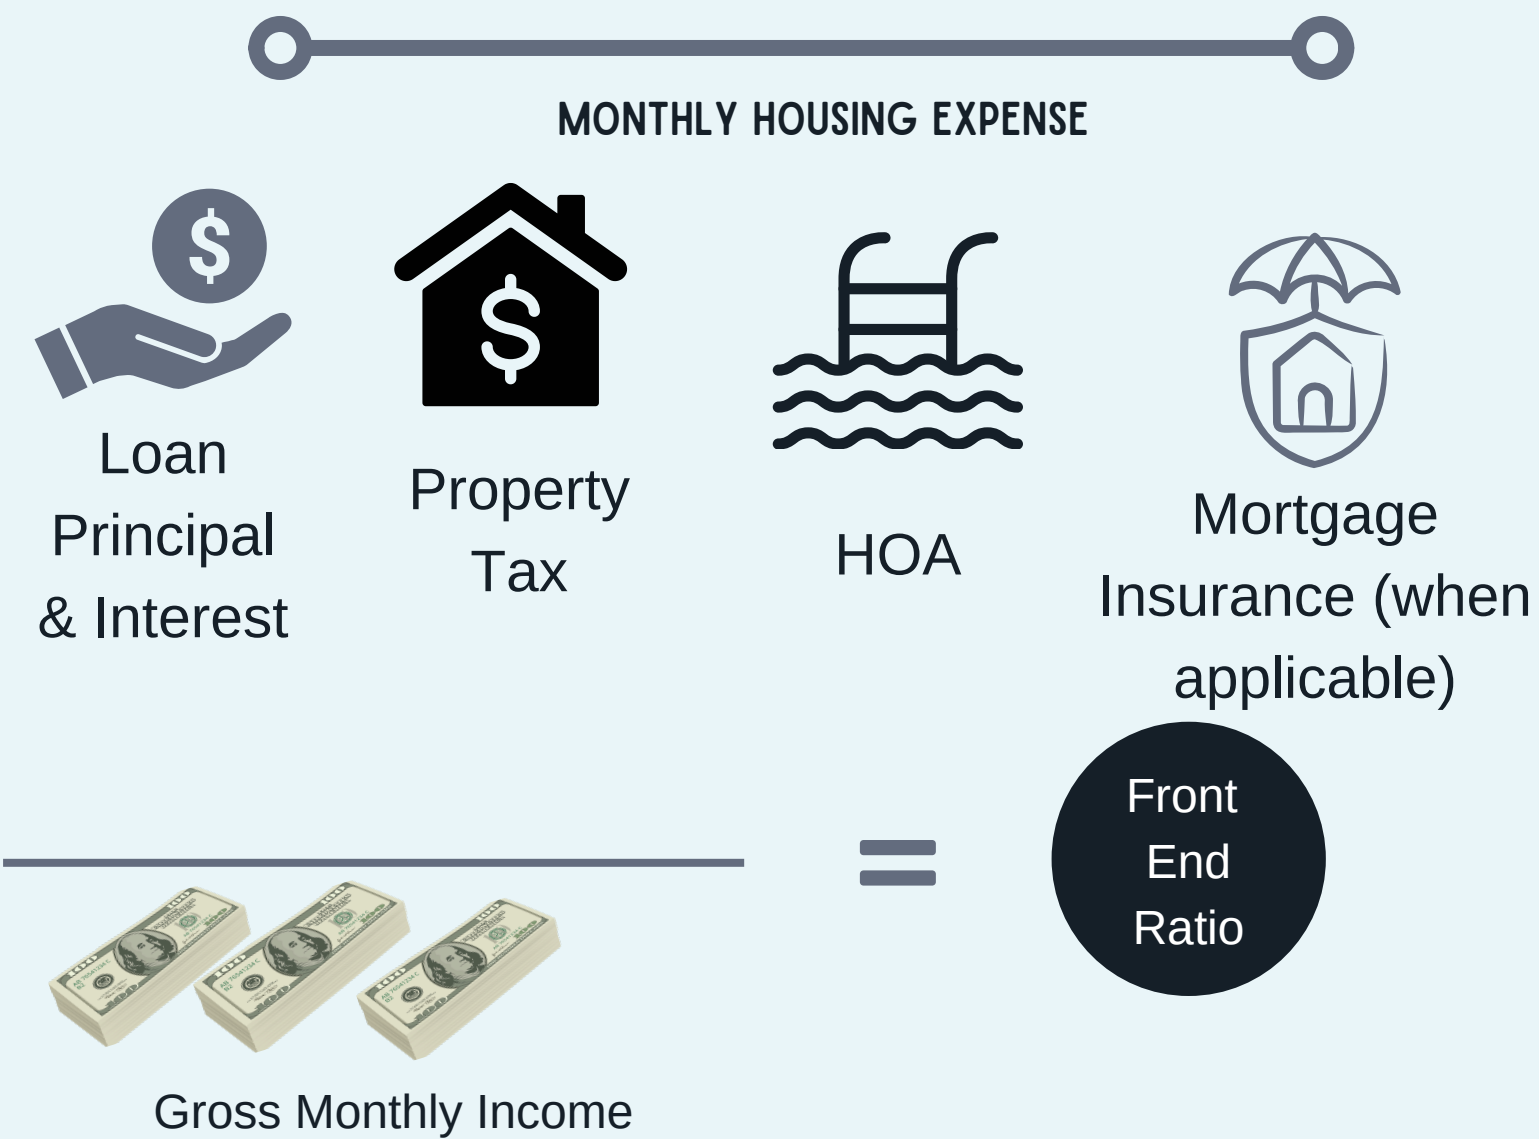 MONTHLY HOUSING EXPENSE
Loan
Principal
& Interest
Property
Tax
HOA
Mortgage
Insurance (when
applicable)
Front
End
Ratio
Gross Monthly Income